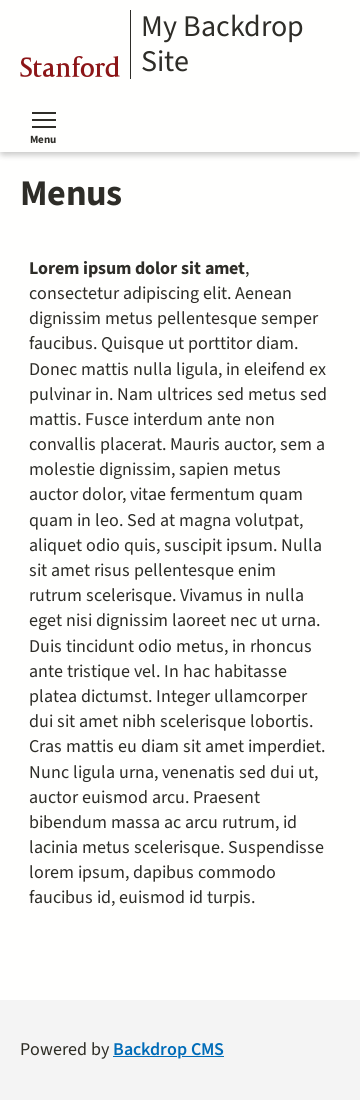 Stanford
My Backdrop
Site
Menu
Menus
Lorem ipsum dolor sit amet,
consectetur adipiscing elit. Aenean
dignissim metus pellentesque semper
faucibus. Quisque ut porttitor diam.
Donec mattis nulla ligula, in eleifend ex
pulvinar in. Nam ultrices sed metus sed
mattis. Fusce interdum ante non
convallis placerat. Mauris auctor, sem a
molestie dignissim, sapien metus
auctor dolor, vitae fermentum quam
quam in leo. Sed at magna volutpat,
aliquet odio quis, suscipit ipsum. Nulla
sit amet risus pellentesque enim
rutrum scelerisque. Vivamus in nulla
eget nisi dignissim laoreet nec ut urna.
Duis tincidunt odio metus, in rhoncus
ante tristique vel. In hac habitasse
platea dictumst. Integer ullamcorper
dui sit amet nibh scelerisque lobortis.
Cras mattis eu diam sit amet imperdiet.
Nunc ligula urna, venenatis sed dui ut,
auctor euismod arcu. Praesent
bibendum massa ac arcu rutrum, id
lacinia metus scelerisque. Suspendisse
lorem ipsum, dapibus commodo
faucibus id, euismod id turpis.
Powered by Backdrop CMS